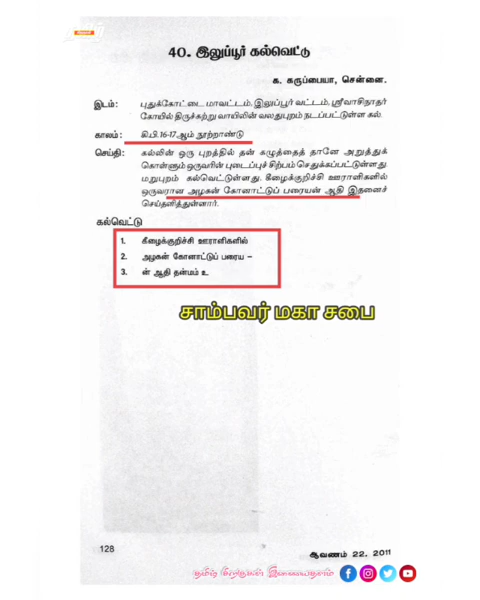 40. இலுப்பூர் கல்வெட்டு
க. கருப்பையா, சென்னை.
இடம் : புதுக்கோட்டை மாவட்டம், இலுப்பூர் வட்டம், ஸ்ரீவாசிநாதர்
கோயில் திருச்சுற்று வாயிலின் வலதுபுறம் நடப்பட்டுள்ள கல்.
காலம் : கி.பி.16-17ஆம் நூற்றாண்டு
செய்தி : கல்லின் ஒரு புறத்தில் தன் கழுத்தைத் தானே அறுத்துக்
கொள்ளும் ஒருவரின் புடைப்புச் சிற்பம் செதுக்கப்பட்டுள்ளது.
மறுபுறம் கல்வெட்டுள்ளது. கீழைக்குறிச்சி ஊராளிகளில்
ஒருவரான அழகன் கோனாட்டுப் பரையன் ஆதி இதனைச்
செய்தளித்துள்ளார்.
கல்வெட்டு
1. கீழைக்குறிச்சி ஊராளிகளில்
2. அழகன் கோனாட்டுப் பரைய –
3. ன் ஆதி தன்மம் உ
சாம்பவர் மகா சபை
128
ஆவணம் 22, 2011